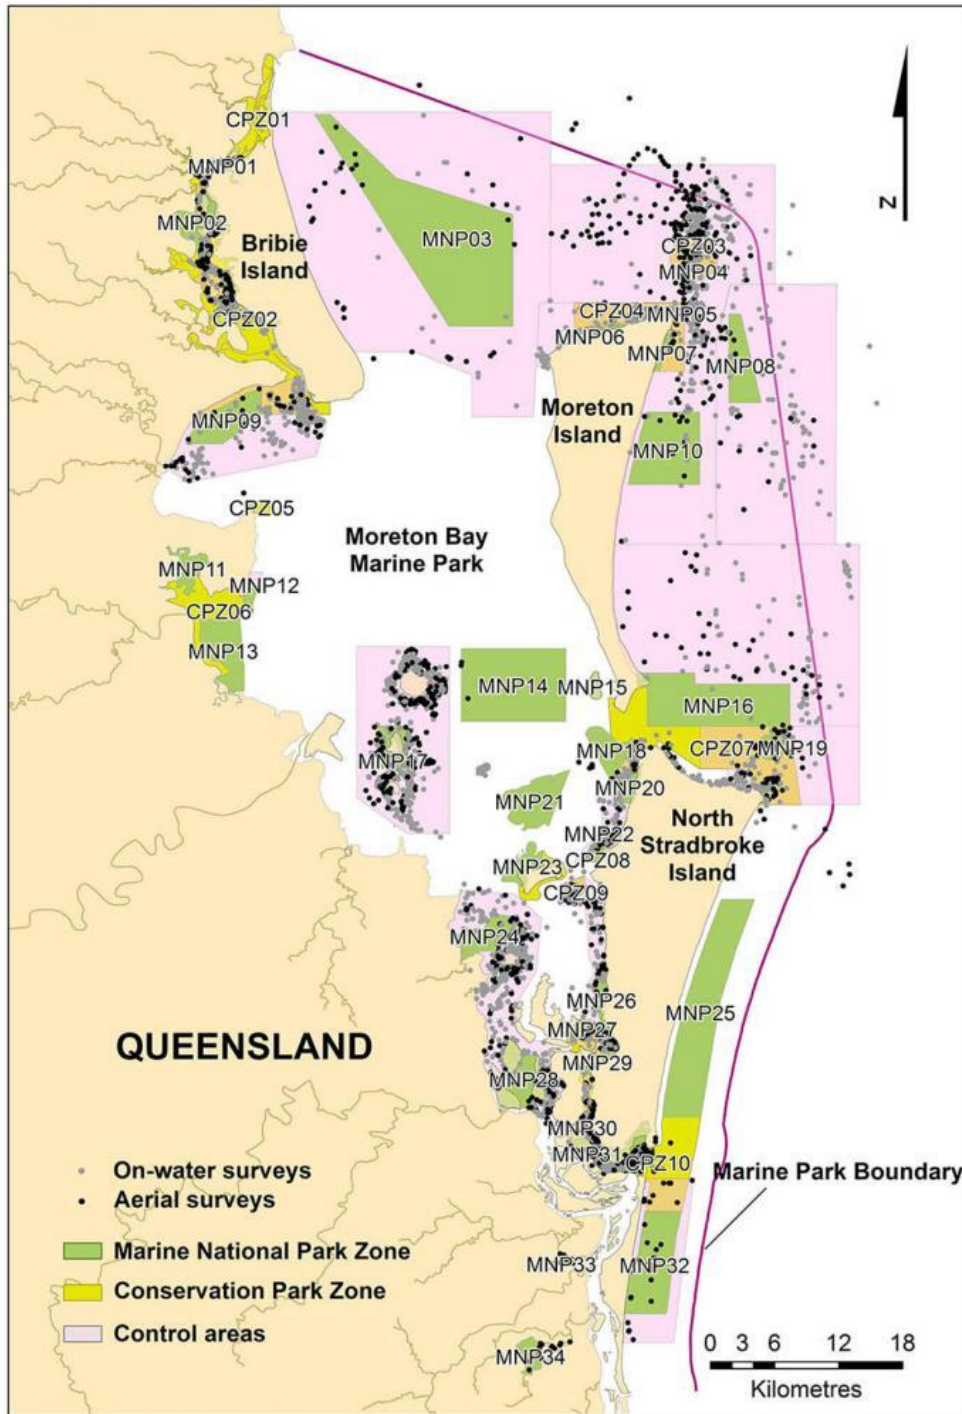 CPZ01
MNP01
MNP02
Bribie
Island
MNP03
CPZ03
MNP04
CPZ02
CPZ04
MNP05
MNP06
MNP07
MNP08
MNP09
Moreton
Island
MNP10
CPZ05
Moreton Bay
Marine Park
MNP11
MNP12
CPZ06
MNP13
MNP14
MNP15
MNP16
MNP17
MNP18
CPZ07
MNP19
MNP20
MNP21
North
Stradbroke
Island
MNP22
CPZ08
MNP23
CPZ09
MNP24
MNP25
MNP26
MNP27
MNP29
MNP28
QUEENSLAND
MNP30
MNP31
CPZ10
Marine Park Boundary
MNP33
MNP32
MNP34
On-water surveys
Aerial surveys
Marine National Park Zone
Conservation Park Zone
Control areas
N
0 3 6 12 18
Kilometres